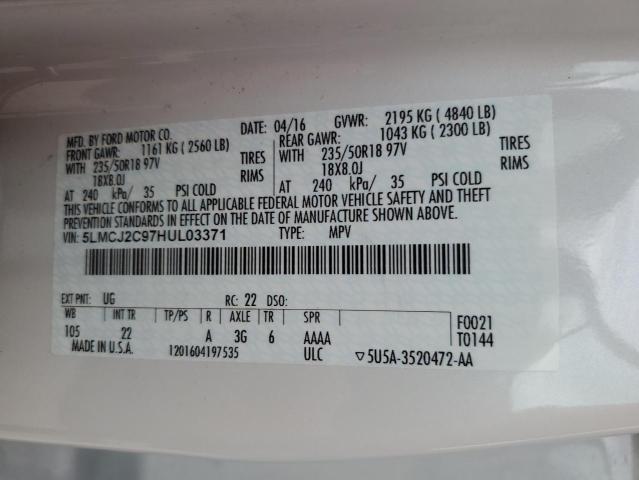 MFD. BY FORD MOTOR CO. DATE: 04/16 GVWR: 2195 KG ( 4840 LB)
FRONT GAWR: 1161 KG ( 2560 LB) REAR GAWR: 1043 KG ( 2300 LB)
WITH 235/50R18 97V TIRES WITH 235/50R18 97V TIRES
18X8.0J RIMS 18X8.0J RIMS
AT 240 kPa/ 35 PSI COLD AT 240 kPa/ 35 PSI COLD
THIS VEHICLE CONFORMS TO ALL APPLICABLE FEDERAL MOTOR VEHICLE SAFETY AND THEFT
PREVENTION STANDARDS IN EFFECT ON THE DATE OF MANUFACTURE SHOWN ABOVE.
VIN: 5LMCJ2C97HUL03371 TYPE: MPV
EXT PNT: UG RC: 22 DSO:
WB INT TR TP/PS R AXLE TR SPR F0021
105 22 A 3G 6 AAAA T0144
MADE IN U.S.A. 1201604197535 ULC ▽5U5A-3520472-AA